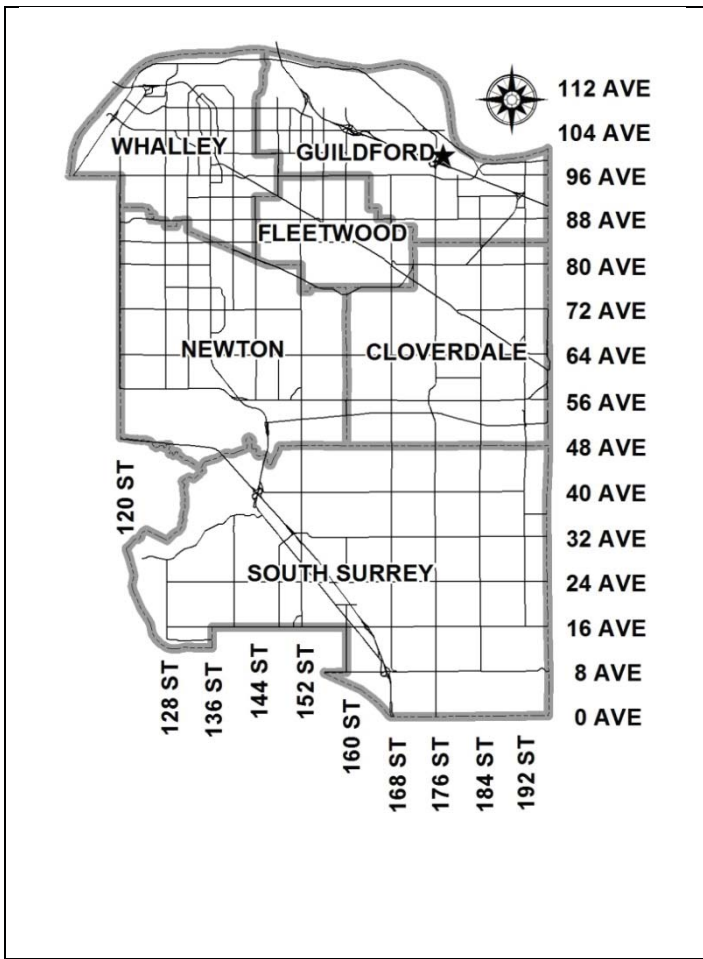 112 AVE
104 AVE
WHALLEY
GUILDFORD
96 AVE
88 AVE
FLEETWOOD
80 AVE
72 AVE
NEWTON
CLOVERDALE
64 AVE
56 AVE
48 AVE
120 ST
40 AVE
32 AVE
SOUTH SURREY
24 AVE
16 AVE
8 AVE
0 AVE
128 ST
136 ST
144 ST
152 ST
160 ST
168 ST
176 ST
184 ST
192 ST